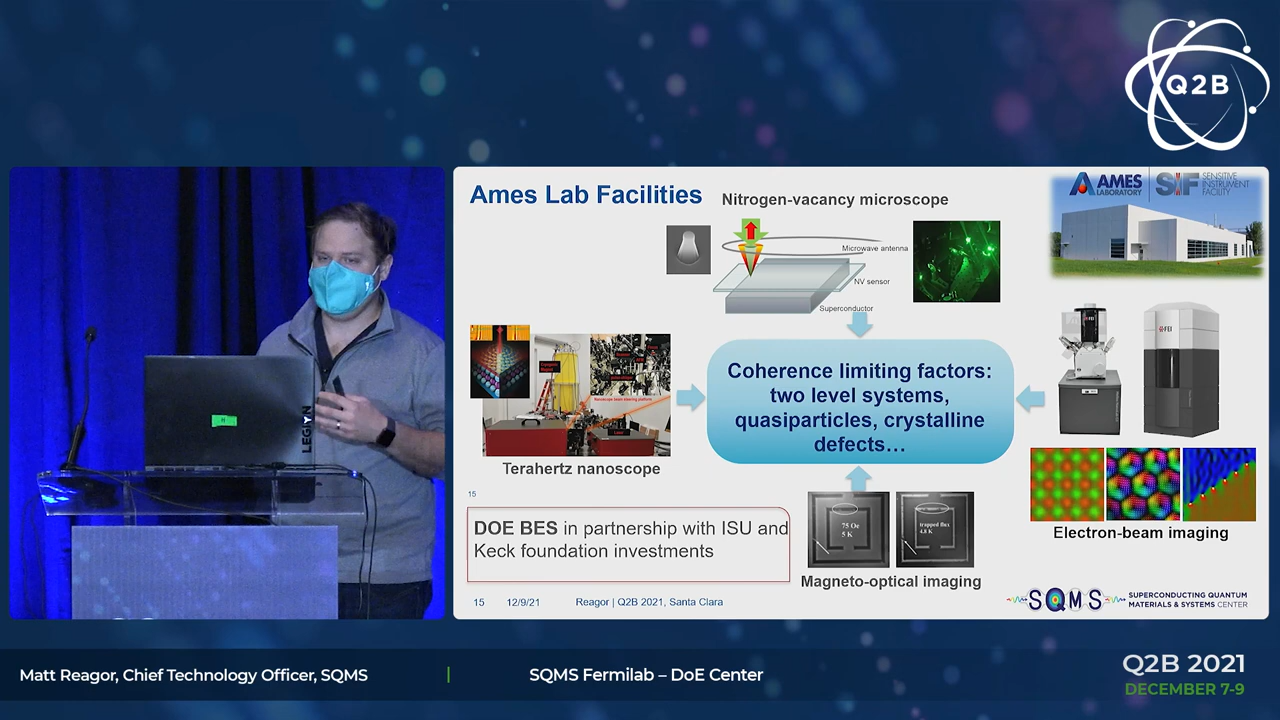 Q2B
Ames Lab Facilities
Nitrogen-vacancy microscope
AMES
LABORATORY
SIF
SENSITIVE
INSTRUMENT
FACILITY
Microwave antenna
NV sensor
Superconductor
FEI
FEI
Coherence limiting factors:
two level systems,
quasiparticles, crystalline
defects...
LEGION
H
Terahertz nanoscope
15
DOE BES in partnership with ISU and
Keck foundation investments
75 Oe
5 K
trapped flux
4.8 K
Magneto-optical imaging
Electron-beam imaging
15 12/9/21 Reagor | Q2B 2021, Santa Clara
SQMS
SUPERCONDUCTING QUANTUM
MATERIALS & SYSTEMS CENTER
Matt Reagor, Chief Technology Officer, SQMS | SQMS Fermilab – DoE Center
Q2B 2021
DECEMBER 7-9